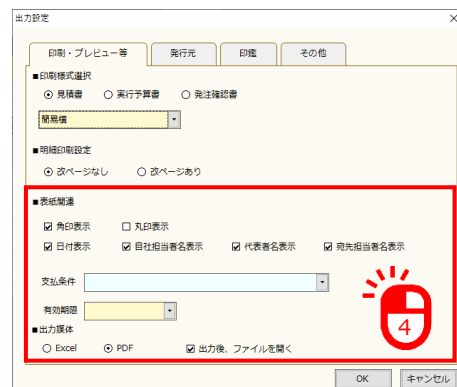 出力設定
印刷・プレビュー等 発行元 印鑑 その他
■印刷様式選択
見積書 実行予算書 発注確認書
簡易横
■明細印刷設定
改ページなし 改ページあり
■表紙関連
角印表示 丸印表示
日付表示 自社担当者名表示 代表者名表示 宛先担当者名表示
支払条件
有効期限
4
■出力媒体
Excel PDF 出力後、ファイルを開く
OK キャンセル